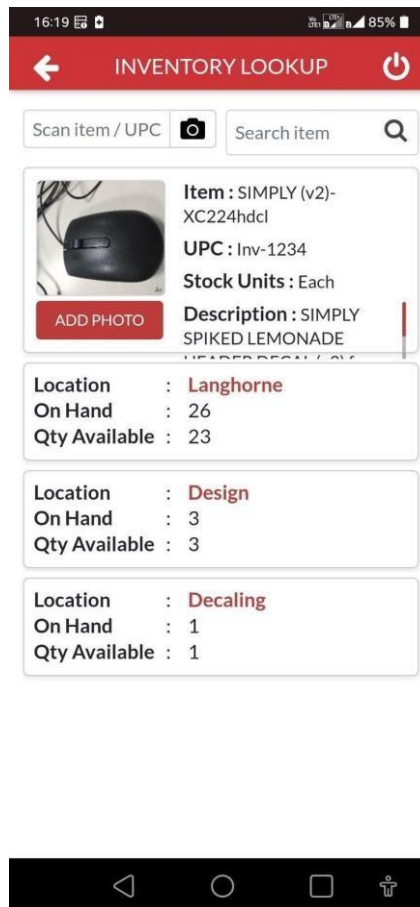 16:19 85%
INVENTORY LOOKUP
Scan item / UPC Search item
Item : SIMPLY (v2)-
XC224hdcl
UPC : Inv-1234
Stock Units : Each
ADD PHOTO
Description : SIMPLY
SPIKED LEMONADE
Location : Langhorne
On Hand : 26
Qty Available : 23
Location : Design
On Hand : 3
Qty Available : 3
Location : Decaling
On Hand : 1
Qty Available : 1